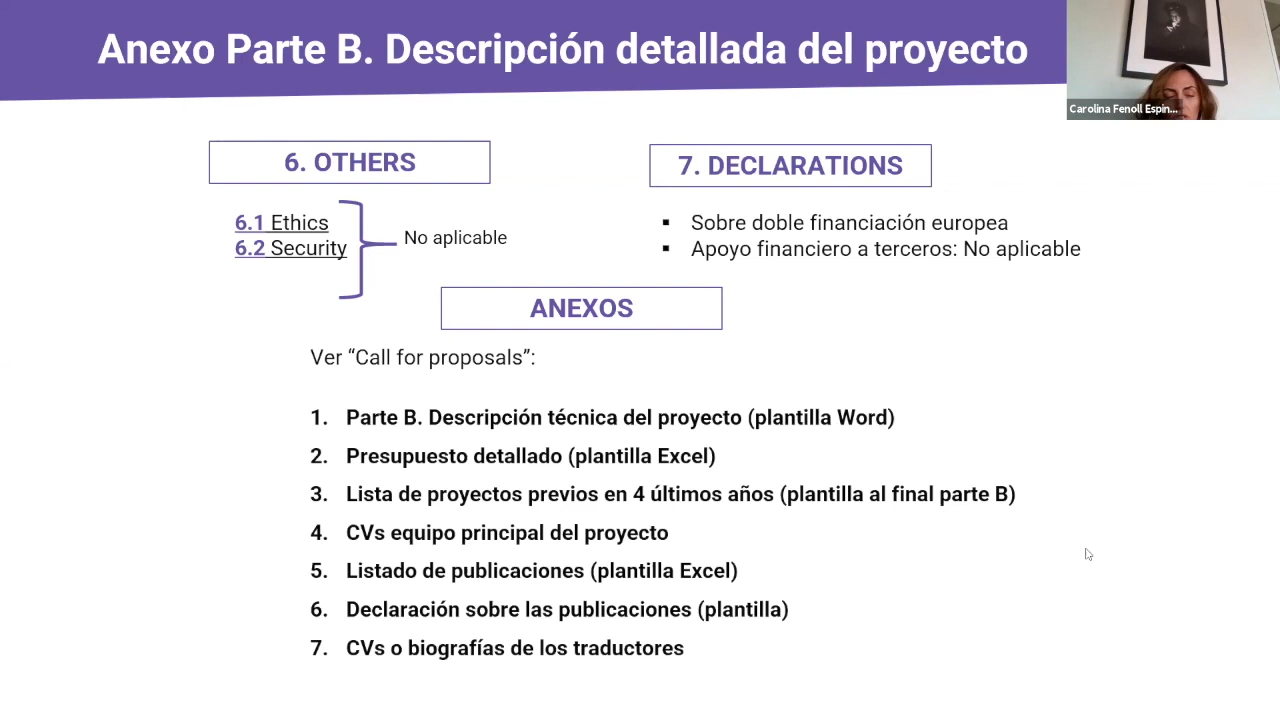 Anexo Parte B. Descripción detallada del proyecto
Carolina Fenoll Espin...
6. OTHERS
6.1 Ethics
6.2 Security
No aplicable
7. DECLARATIONS
▪ Sobre doble financiación europea
▪ Apoyo financiero a terceros: No aplicable
ANEXOS
Ver “Call for proposals”:
1. Parte B. Descripción técnica del proyecto (plantilla Word)
2. Presupuesto detallado (plantilla Excel)
3. Lista de proyectos previos en 4 últimos años (plantilla al final parte B)
4. CVs equipo principal del proyecto
5. Listado de publicaciones (plantilla Excel)
6. Declaración sobre las publicaciones (plantilla)
7. CVs o biografías de los traductores